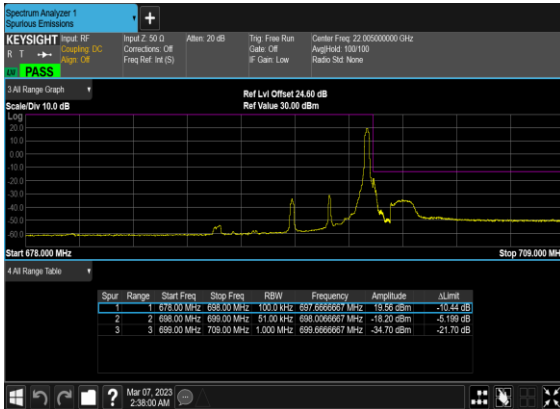 Spectrum Analyzer 1
Spurious Emissions
+
KEYSIGHT Input: RF Input Z: 50 Ω Atten: 20 dB Trig: Free Run Center Freq: 22.005000000 GHz
R T Coupling: DC Corrections: Off Gate: Off Avg|Hold: 100/100
Align: Off Freq Ref: Int (S) IF Gain: Low Radio Std: None
PASS
3 All Range Graph
Ref Lvl Offset 24.60 dB
Scale/Div 10.0 dB Ref Value 30.00 dBm
Log
20.0
10.0
0.00
-10.0
-20.0
-30.0
-40.0
-50.0
-60.0
Start 678.000 MHz Stop 709.000 MH
4 All Range Table
Spur Range Start Freq Stop Freq RBW Frequency Amplitude ΔLimit
1 1 678.00 MHz 698.00 MHz 100.0 kHz 697.6666667 MHz 19.56 dBm -10.44 dB
2 2 698.00 MHz 699.00 MHz 51.00 kHz 698.0066667 MHz -18.20 dBm -5.199 dB
3 3 699.00 MHz 709.00 MHz 1.000 MHz 699.6666667 MHz -34.70 dBm -21.70 dB
? Mar 07, 2023
2:38:00 AM